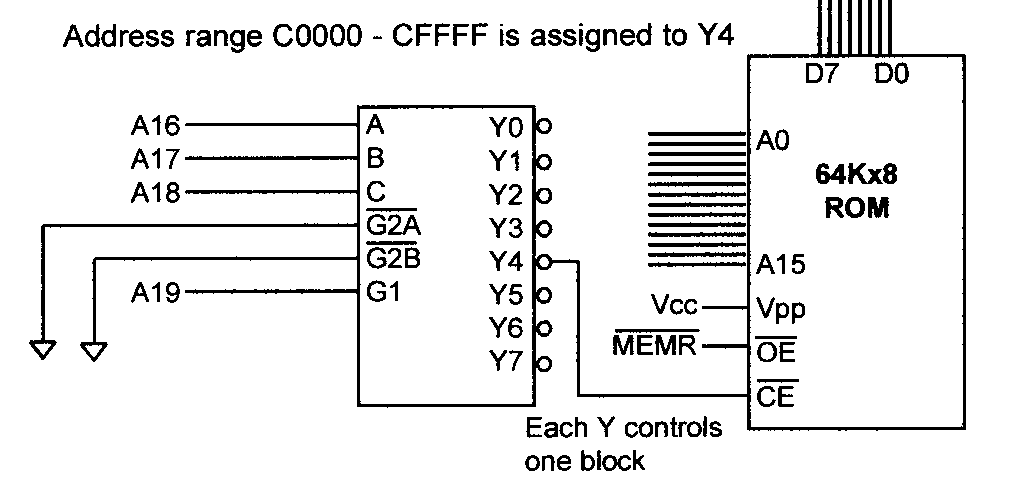 Address range C0000 - CFFFF is assigned to Y4
D7 D0
A16
A17
A18
A19
A
B
C
G2A
G2B
G1
Y0
Y1
Y2
Y3
Y4
Y5
Y6
Y7
A0
64Kx8
ROM
A15
Vcc
Vpp
MEMR
OE
CE
Each Y controls
one block